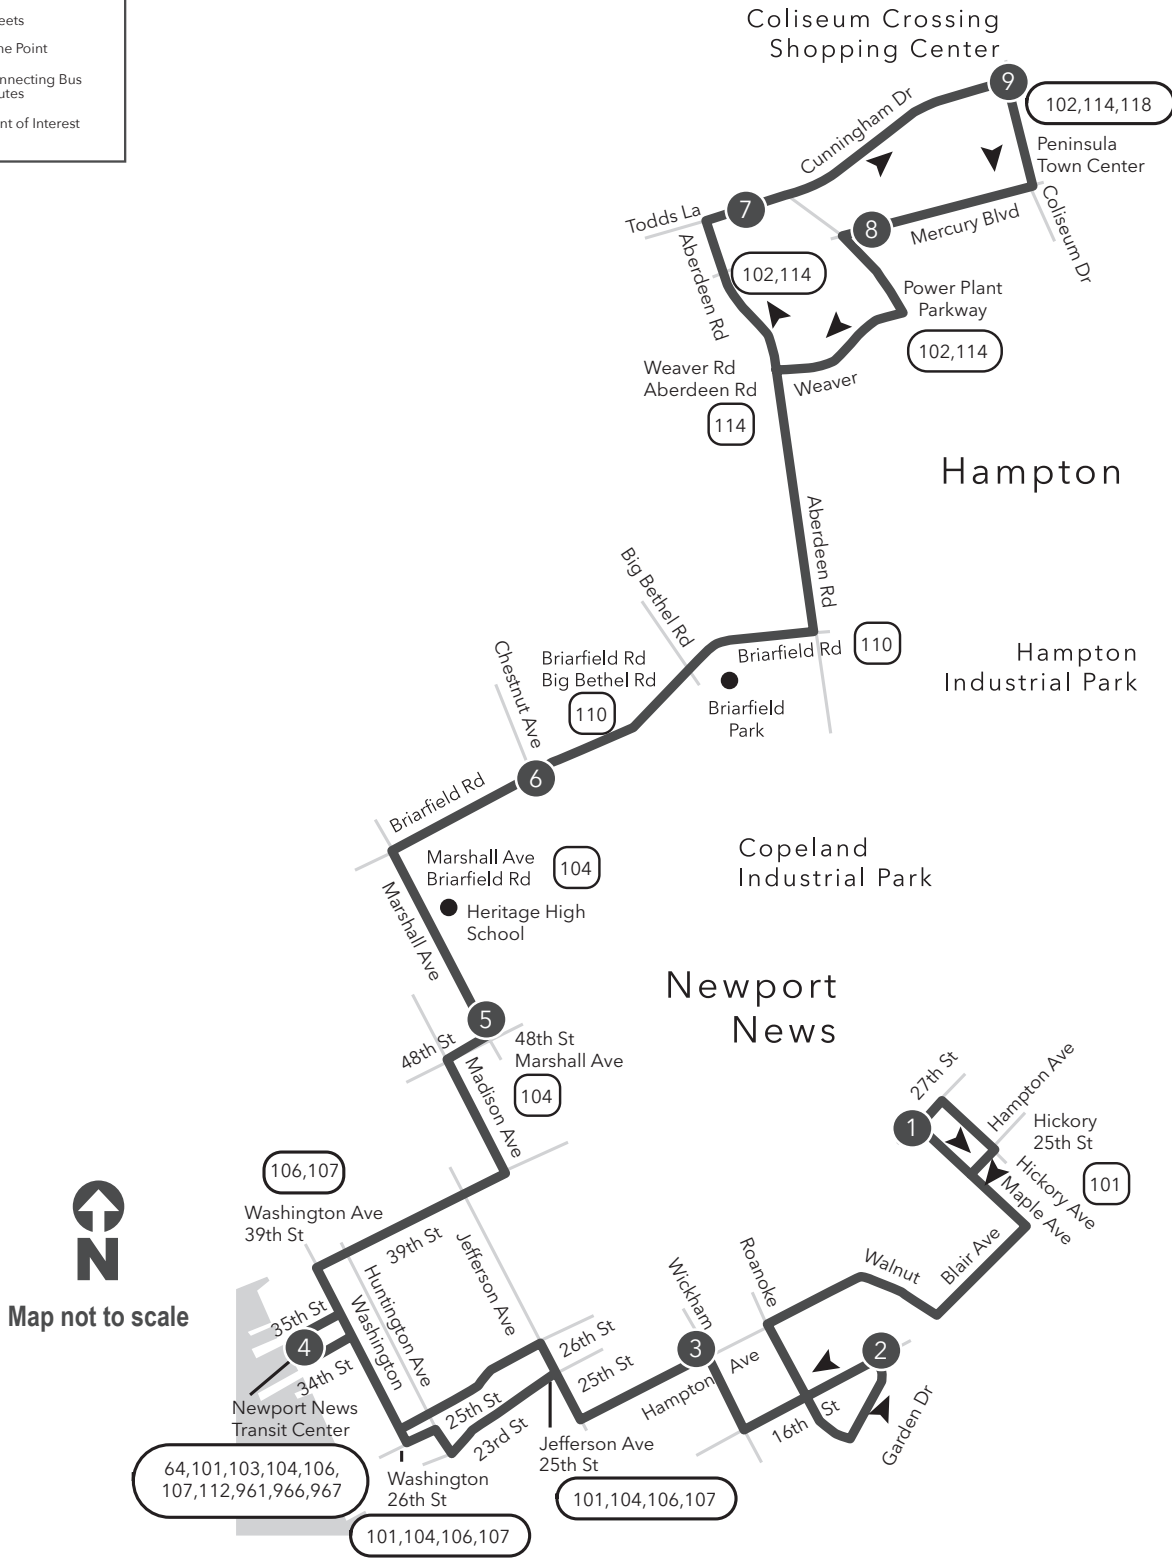 Coliseum Crossing
Shopping Center
Point
Bus
of Interest
9
102,114,118
Cunningham Dr
Peninsula
Town Center
7
Todds La
8
Mercury Blvd
Coliseum Dr
Aberdeen Rd
102,114
Power Plant
Parkway
102,114
Weaver Rd
Aberdeen Rd
Weaver
114
Hampton
Aberdeen Rd
Big Bethel Rd
Briarfield Rd
110
Hampton
Industrial Park
Chestnut Ave
Briarfield Rd
Big Bethel Rd
110
Briarfield
Park
6
Briarfield Rd
Copeland
Industrial Park
Marshall Ave
Briarfield Rd
104
Marshall Ave
Heritage High
School
Newport
News
5
48th St
48th St
Marshall Ave
104
Madison Ave
27th St
Hampton Ave
1
Hickory
25th St
101
Hickory Ave
Maple Ave
106,107
Washington Ave
39th St
39th St
Jefferson Ave
Wickham
Roanoke
Walnut
Blair Ave
N
Map not to scale
Huntington Ave
Washington
35th St
4
34th St
26th St
25th St
3
Hampton Ave
2
16th St
Garden Dr
25th St
23rd St
Newport News
Transit Center
64,101,103,104,106,
107,112,961,966,967
Washington
26th St
101,104,106,107
Jefferson Ave
25th St
101,104,106,107